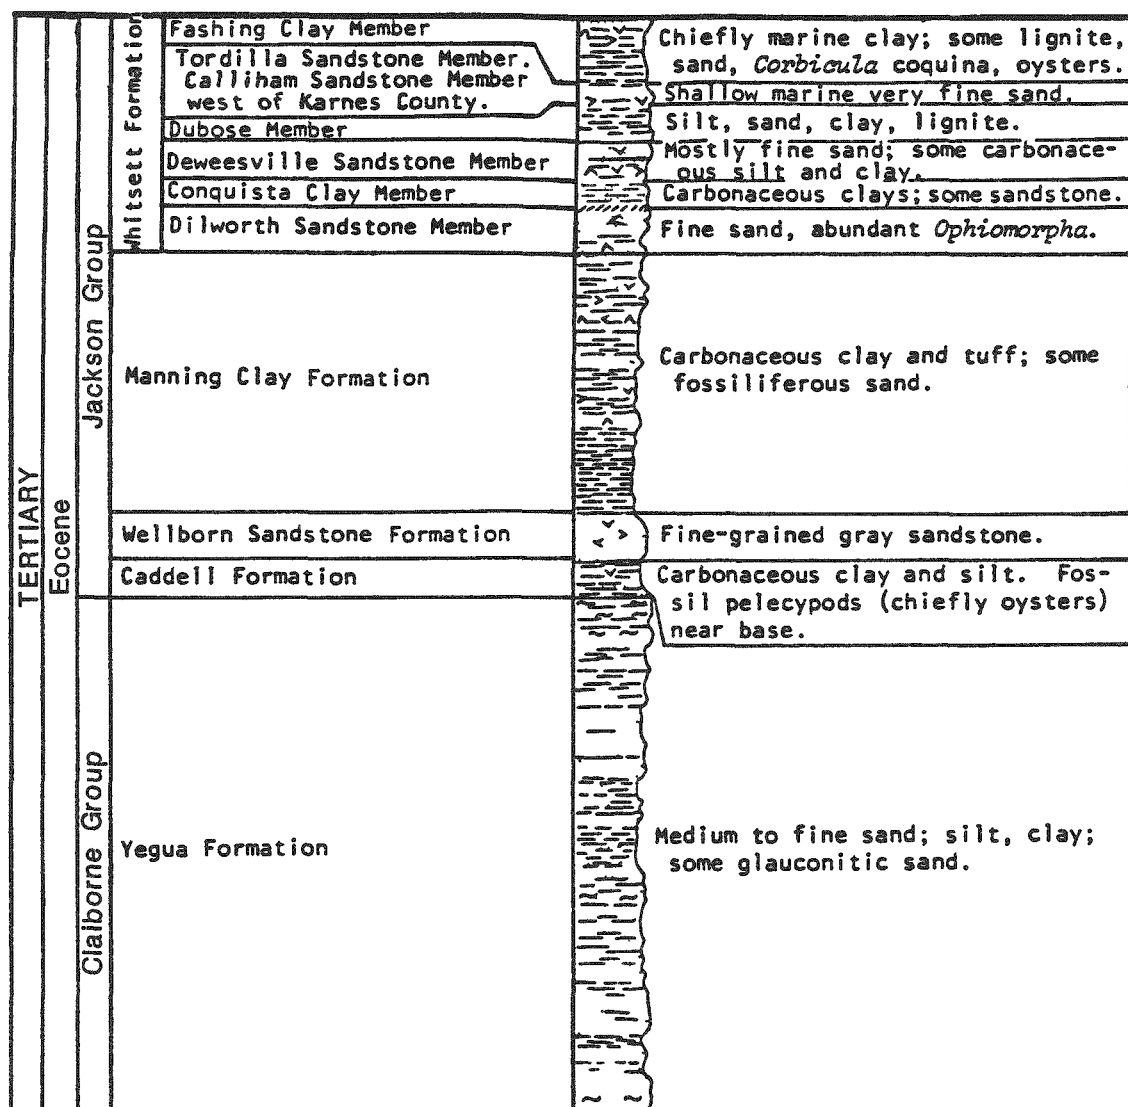 TERTIARY
Eocene
Jackson Group
Claiborne Group
Whitsett Formation
Fashing Clay Member
Chiefly marine clay; some lignite,
sand, Corbicula coquina, oysters.
Tordilla Sandstone Member.
Calliham Sandstone Member
west of Karnes County.
Shallow marine very fine sand.
Dubose Member
Silt, sand, clay, lignite.
Deweesville Sandstone Member
Mostly fine sand; some carbonace-
ous silt and clay.
Conquista Clay Member
Carbonaceous clays; some sandstone.
Dilworth Sandstone Member
Fine sand, abundant Ophiomorpha.
Manning Clay Formation
Carbonaceous clay and tuff; some
fossiliferous sand.
Wellborn Sandstone Formation
Fine-grained gray sandstone.
Caddell Formation
Carbonaceous clay and silt. Fos-
sil pelecypods (chiefly oysters)
near base.
Yegua Formation
Medium to fine sand; silt, clay;
some glauconitic sand.